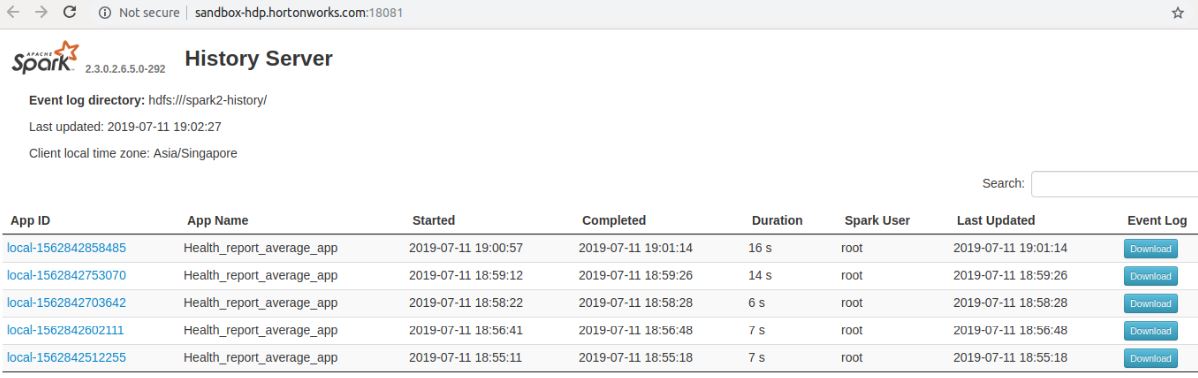 Not secure sandbox-hdp.hortonworks.com:18081
APACHE Spark 2.3.0.2.6.5.0-292 History Server
Event log directory: hdfs:///spark2-history/
Last updated: 2019-07-11 19:02:27
Client local time zone: Asia/Singapore
Search:
App ID App Name Started Completed Duration Spark User Last Updated Event Log
local-1562842858485 Health_report_average_app 2019-07-11 19:00:57 2019-07-11 19:01:14 16 s root 2019-07-11 19:01:14 Download
local-1562842753070 Health_report_average_app 2019-07-11 18:59:12 2019-07-11 18:59:26 14 s root 2019-07-11 18:59:26 Download
local-1562842703642 Health_report_average_app 2019-07-11 18:58:22 2019-07-11 18:58:28 6 s root 2019-07-11 18:58:28 Download
local-1562842602111 Health_report_average_app 2019-07-11 18:56:41 2019-07-11 18:56:48 7 s root 2019-07-11 18:56:48 Download
local-1562842512255 Health_report_average_app 2019-07-11 18:55:11 2019-07-11 18:55:18 7 s root 2019-07-11 18:55:18 Download